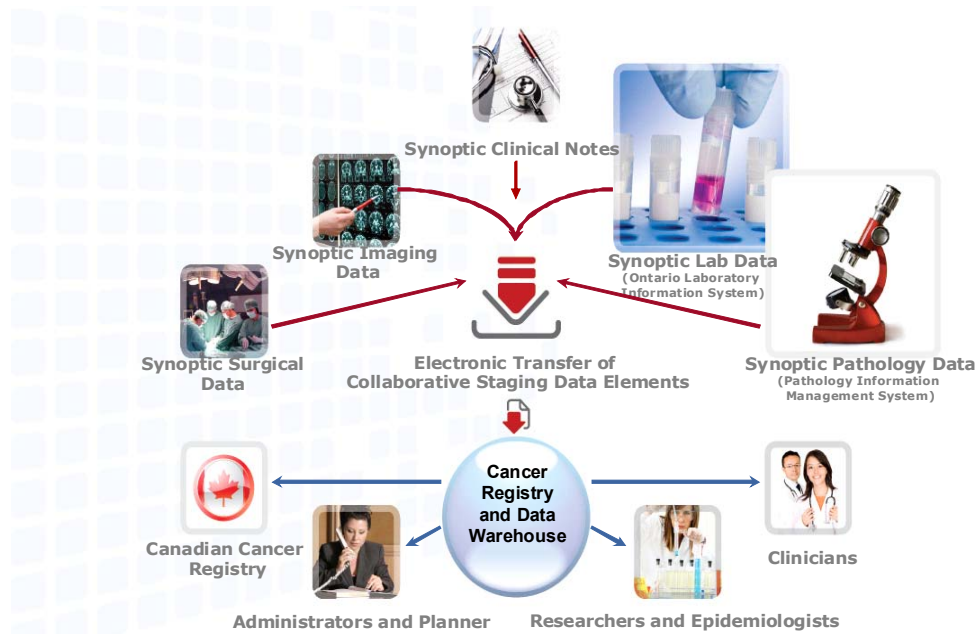 Synoptic Clinical Notes
Synoptic Imaging
Data
Synoptic Lab Data
(Ontario Laboratory
Information System)
Synoptic Surgical
Data
Electronic Transfer of
Collaborative Staging Data Elements
Synoptic Pathology Data
(Pathology Information
Management System)
Cancer
Registry
and Data
Warehouse
Canadian Cancer
Registry
Clinicians
Administrators and Planner
Researchers and Epidemiologists